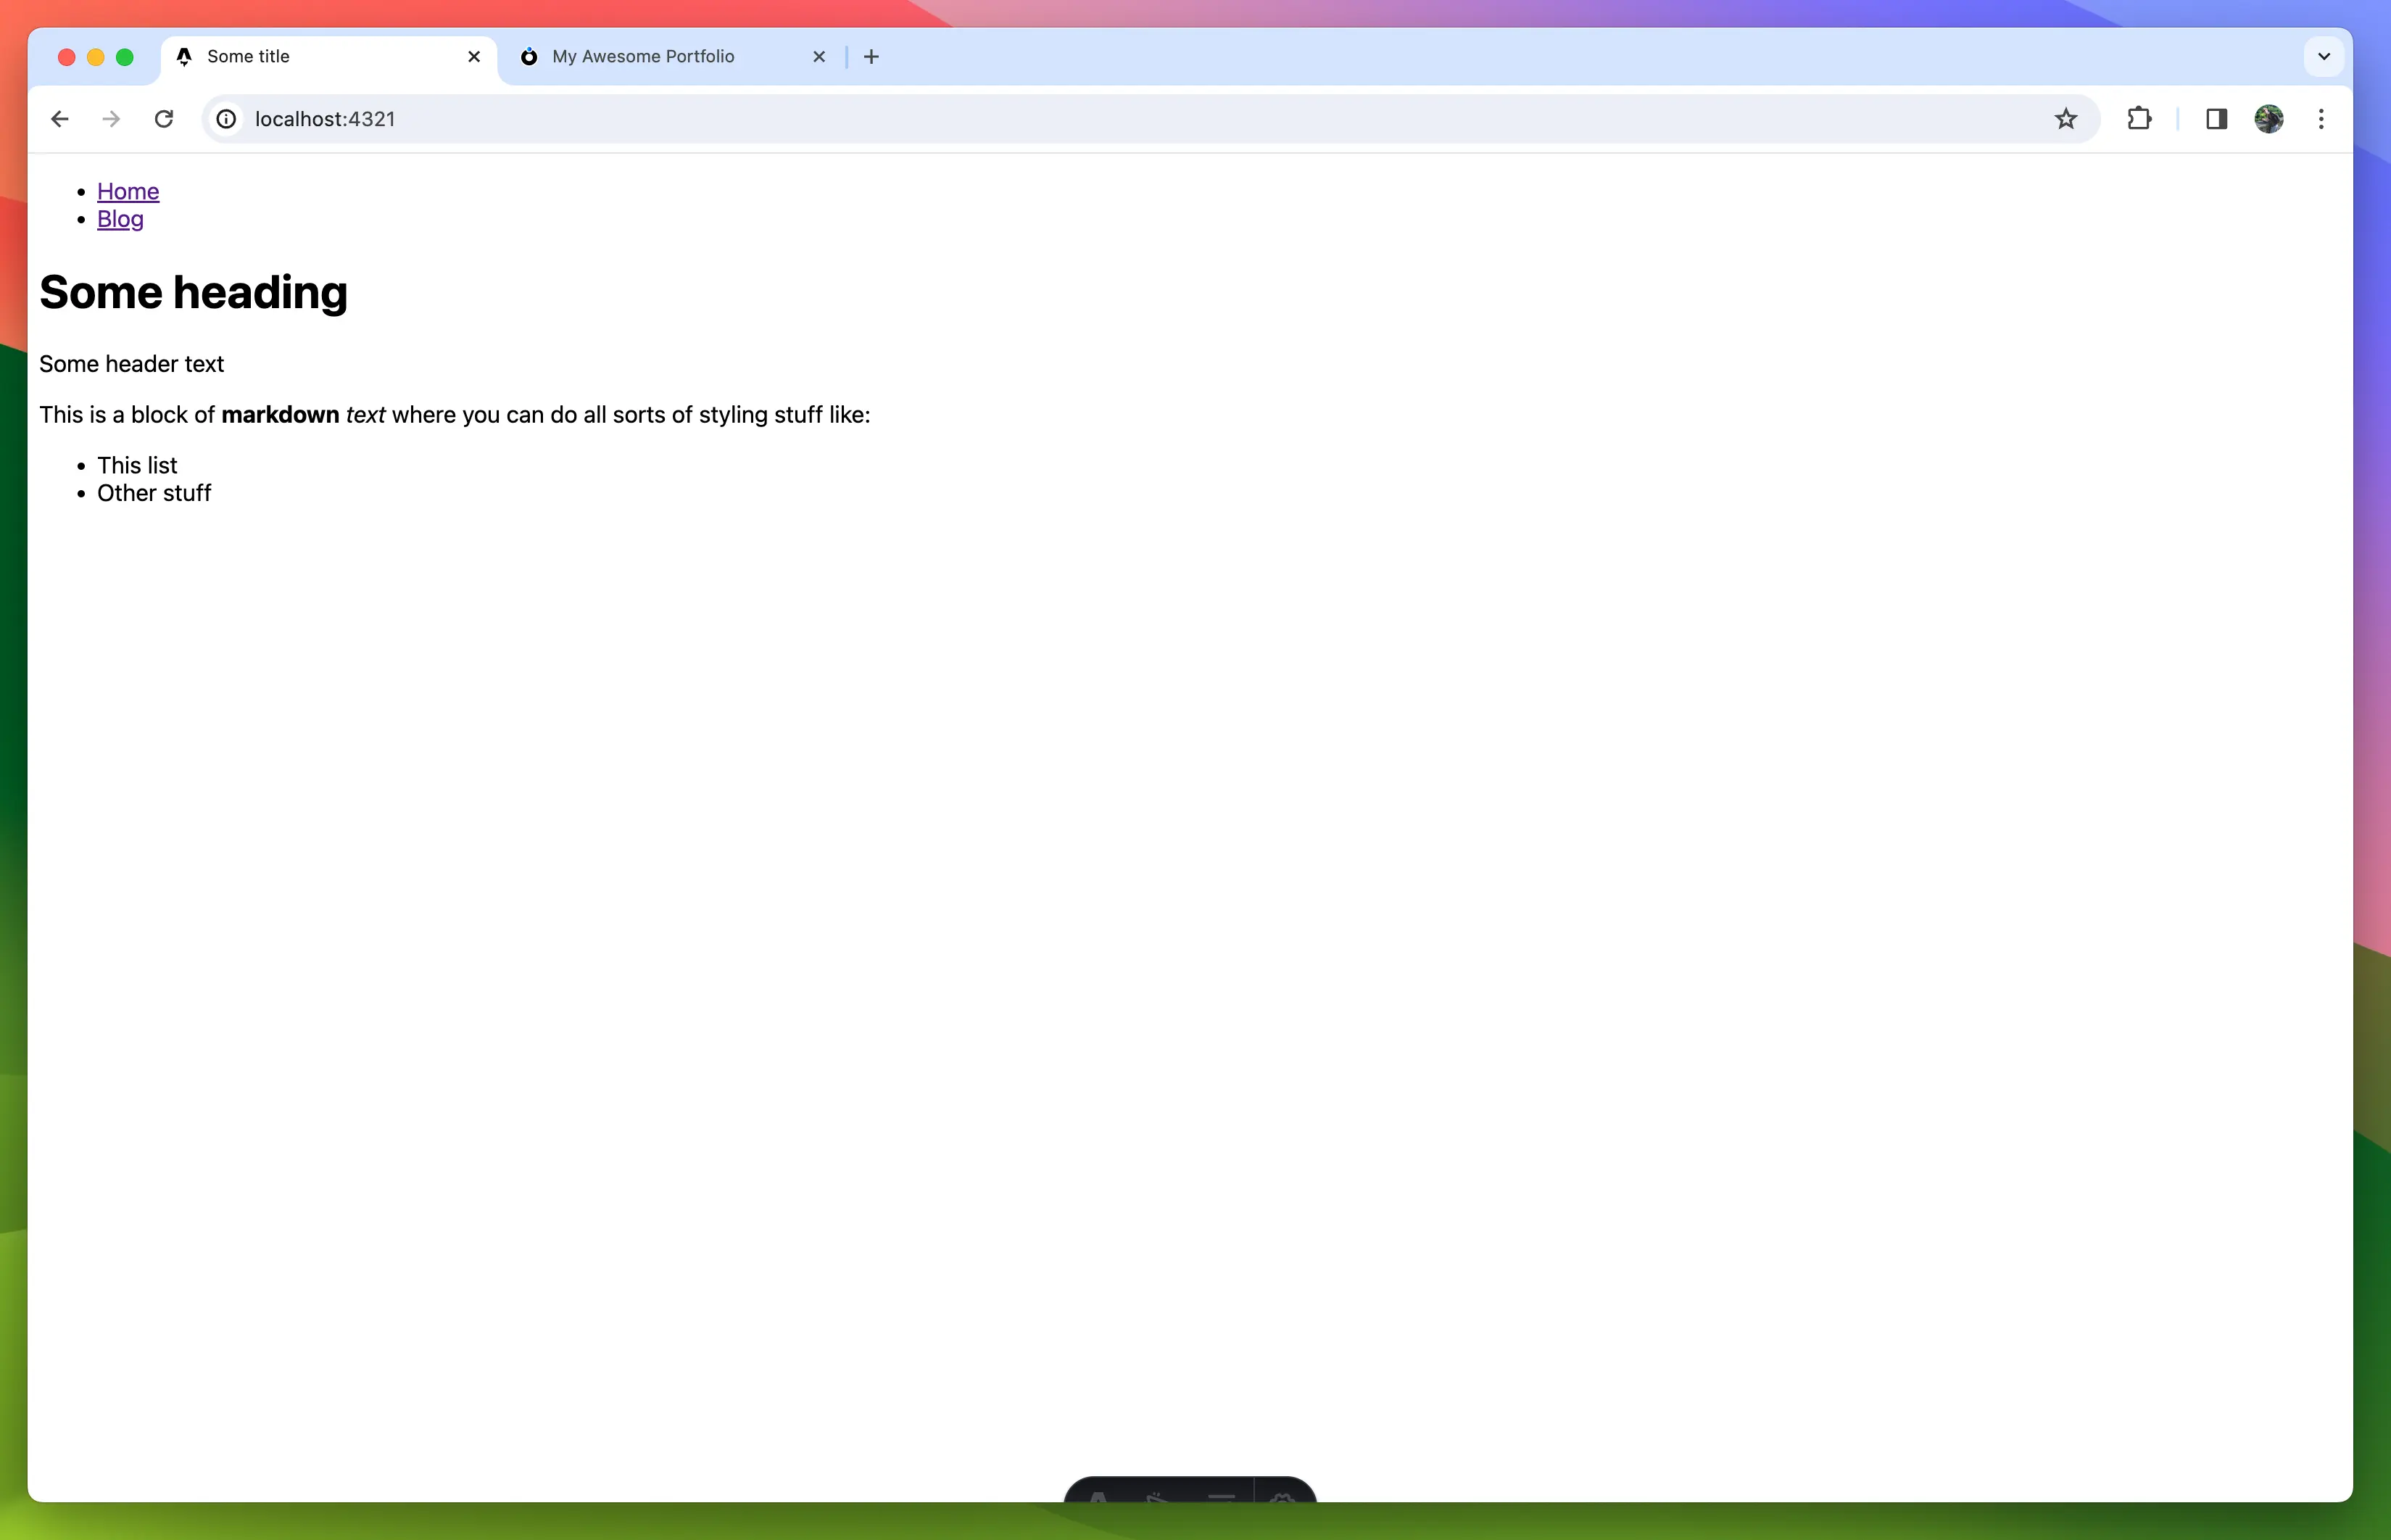 Some title
My Awesome Portfolio
localhost:4321
Home
Blog
Some heading
Some header text
This is a block of markdown text where you can do all sorts of styling stuff like:
This list
Other stuff